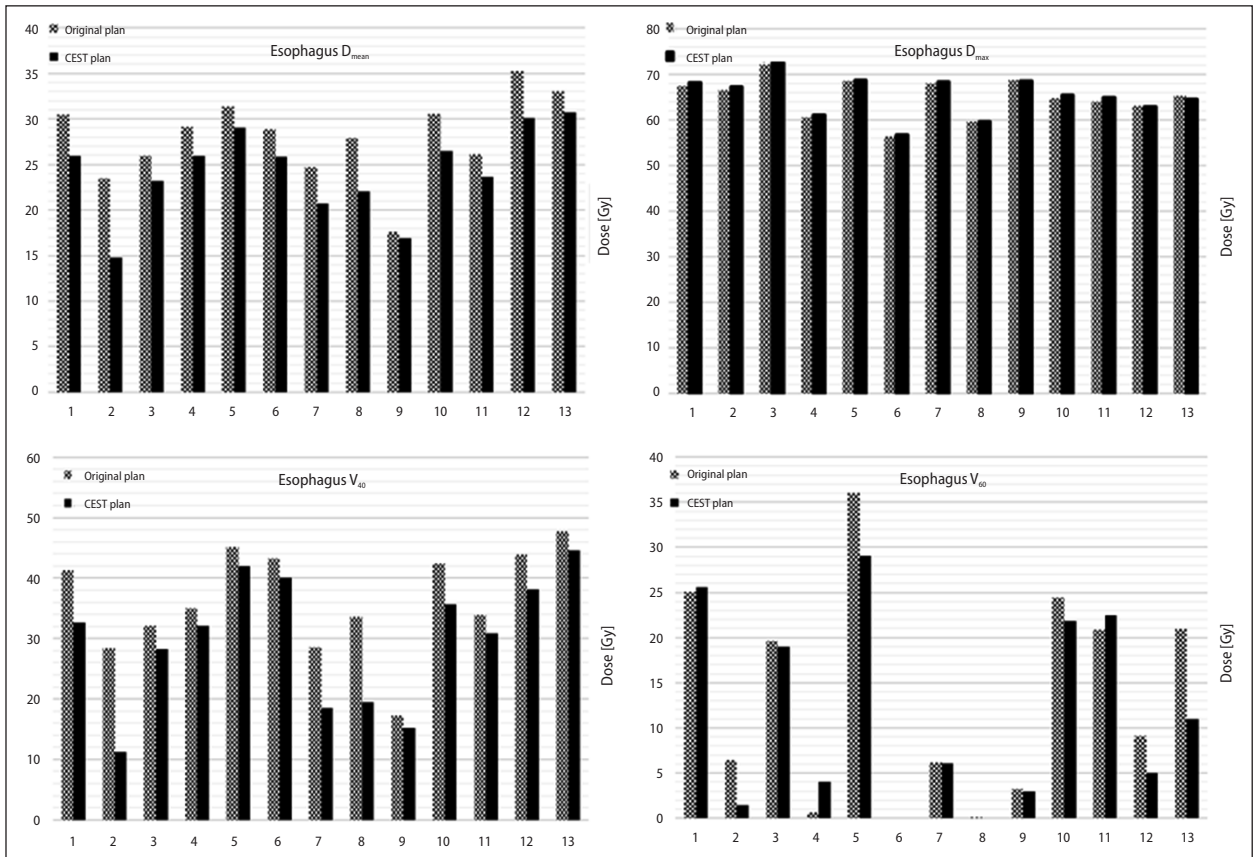 40
Original plan
CEST plan
Esophagus Dmean
35
30
25
20
15
10
5
0
1 2 3 4 5 6 7 8 9 10 11 12 13
Dose [Gy]
80
Original plan
CEST plan
Esophagus Dmax
70
60
50
40
30
20
10
0
1 2 3 4 5 6 7 8 9 10 11 12 13
Dose [Gy]
60
Original plan
CEST plan
Esophagus V40
50
40
30
20
10
0
1 2 3 4 5 6 7 8 9 10 11 12 13
Dose [Gy]
40
Original plan
CEST plan
Esophagus V60
35
30
25
20
15
10
5
0
1 2 3 4 5 6 7 8 9 10 11 12 13
Dose [Gy]